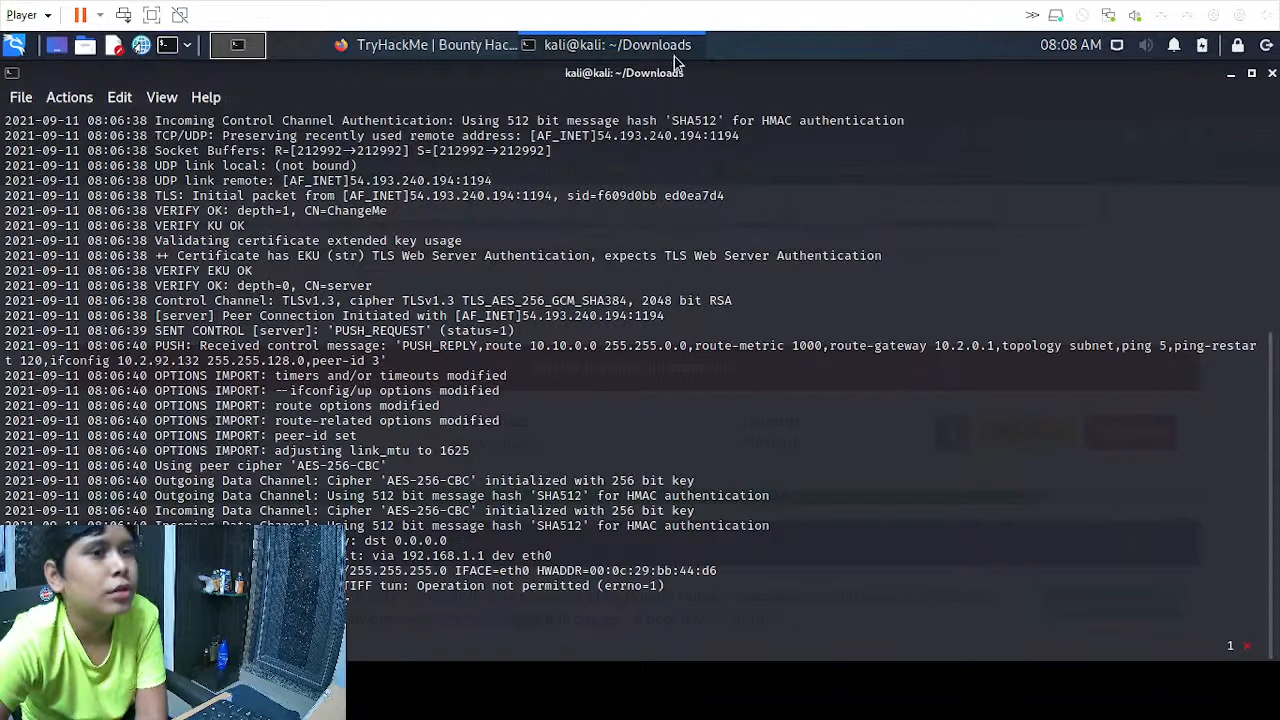 Player
TryHackMe | Bounty Hac...
kali@kali: ~/Downloads
08:08 AM
kali@kali: ~/Downloads
File Actions Edit View Help
2021-09-11 08:06:38 Incoming Control Channel Authentication: Using 512 bit message hash 'SHA512' for HMAC authentication
2021-09-11 08:06:38 TCP/UDP: Preserving recently used remote address: [AF_INET]54.193.240.194:1194
2021-09-11 08:06:38 Socket Buffers: R=[212992→212992] S=[212992→212992]
2021-09-11 08:06:38 UDP link local: (not bound)
2021-09-11 08:06:38 UDP link remote: [AF_INET]54.193.240.194:1194
2021-09-11 08:06:38 TLS: Initial packet from [AF_INET]54.193.240.194:1194, sid=f609d0bb ed0ea7d4
2021-09-11 08:06:38 VERIFY OK: depth=1, CN=ChangeMe
2021-09-11 08:06:38 VERIFY KU OK
2021-09-11 08:06:38 Validating certificate extended key usage
2021-09-11 08:06:38 ++ Certificate has EKU (str) TLS Web Server Authentication, expects TLS Web Server Authentication
2021-09-11 08:06:38 VERIFY EKU OK
2021-09-11 08:06:38 VERIFY OK: depth=0, CN=server
2021-09-11 08:06:38 Control Channel: TLSv1.3, cipher TLSv1.3 TLS_AES_256_GCM_SHA384, 2048 bit RSA
2021-09-11 08:06:38 [server] Peer Connection Initiated with [AF_INET]54.193.240.194:1194
2021-09-11 08:06:39 SENT CONTROL [server]: 'PUSH_REQUEST' (status=1)
2021-09-11 08:06:40 PUSH: Received control message: 'PUSH_REPLY,route 10.10.0.0 255.255.0.0,route-metric 1000,route-gateway 10.2.0.1,topology subnet,ping 5,ping-restar
t 120,ifconfig 10.2.92.132 255.255.128.0,peer-id 3'
2021-09-11 08:06:40 OPTIONS IMPORT: timers and/or timeouts modified
2021-09-11 08:06:40 OPTIONS IMPORT: --ifconfig/up options modified
2021-09-11 08:06:40 OPTIONS IMPORT: route options modified
2021-09-11 08:06:40 OPTIONS IMPORT: route-related options modified
2021-09-11 08:06:40 OPTIONS IMPORT: peer-id set
2021-09-11 08:06:40 OPTIONS IMPORT: adjusting link_mtu to 1625
2021-09-11 08:06:40 Using peer cipher 'AES-256-CBC'
2021-09-11 08:06:40 Outgoing Data Channel: Cipher 'AES-256-CBC' initialized with 256 bit key
2021-09-11 08:06:40 Outgoing Data Channel: Using 512 bit message hash 'SHA512' for HMAC authentication
2021-09-11 08:06:40 Incoming Data Channel: Cipher 'AES-256-CBC' initialized with 256 bit key
2021-09-11 08:06:40 Incoming Data Channel: Using 512 bit message hash 'SHA512' for HMAC authentication
: dst 0.0.0.0
: via 192.168.1.1 dev eth0
/255.255.255.0 IFACE=eth0 HWADDR=00:0c:29:bb:44:d6
IFF tun: Operation not permitted (errno=1)
1